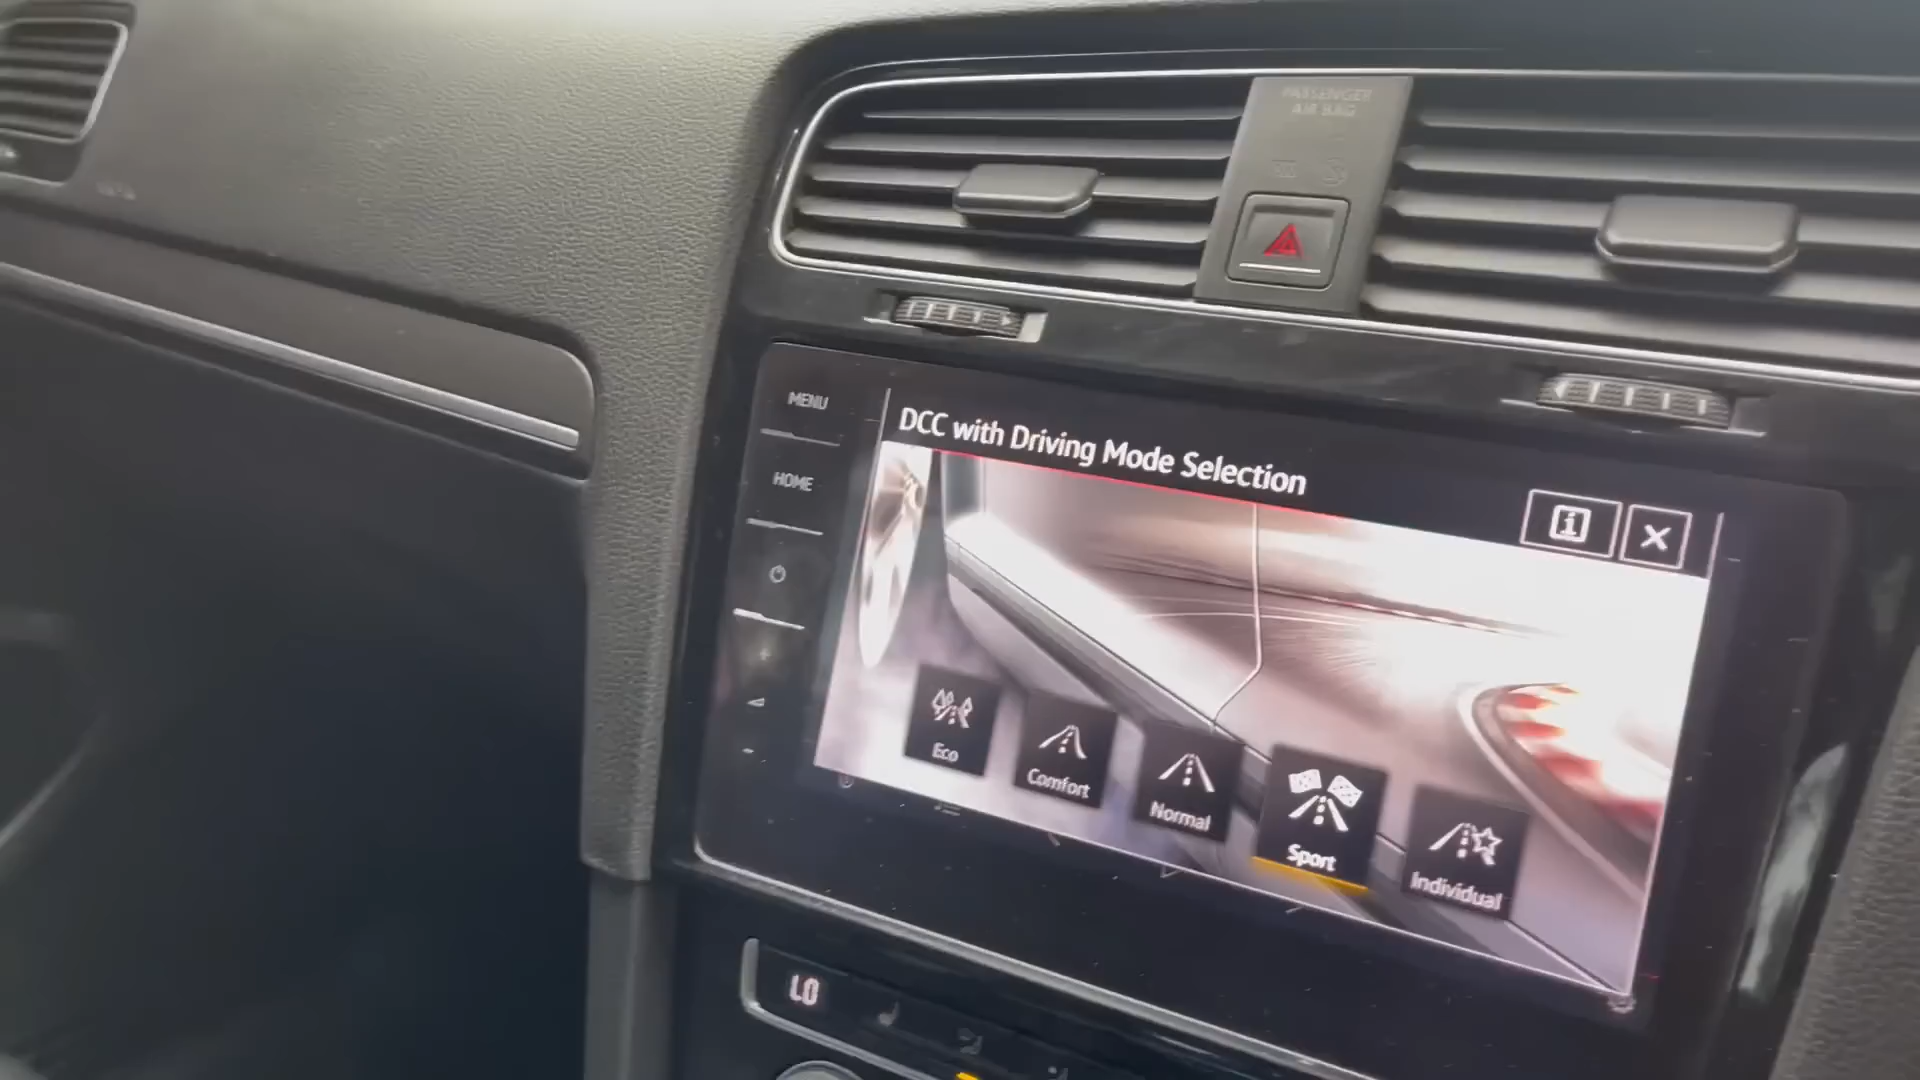 PASSENGER
AIR BAG
MENU
HOME
DCC with Driving Mode Selection
i
Eco
Comfort
Normal
Sport
Individual
LO